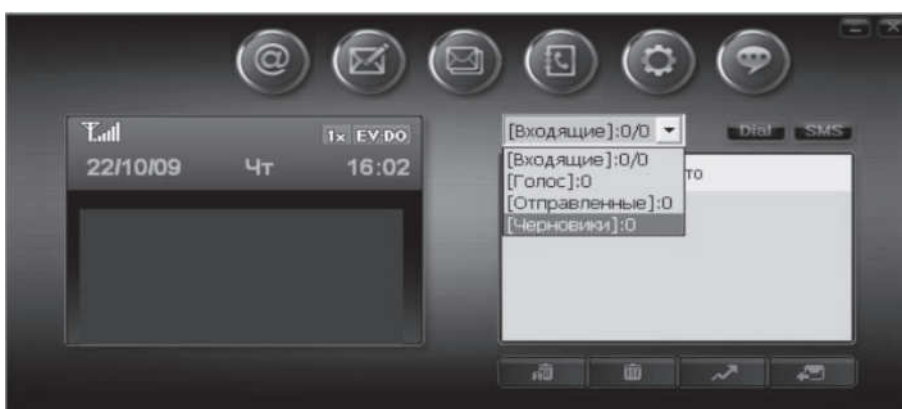 1x EV-DO
22/10/09 Чт 16:02
[Входящие]:0/0
Dial SMS
[Входящие]:0/0
[Голос]:0
[Отправленные]:0
[Черновики]:0
то